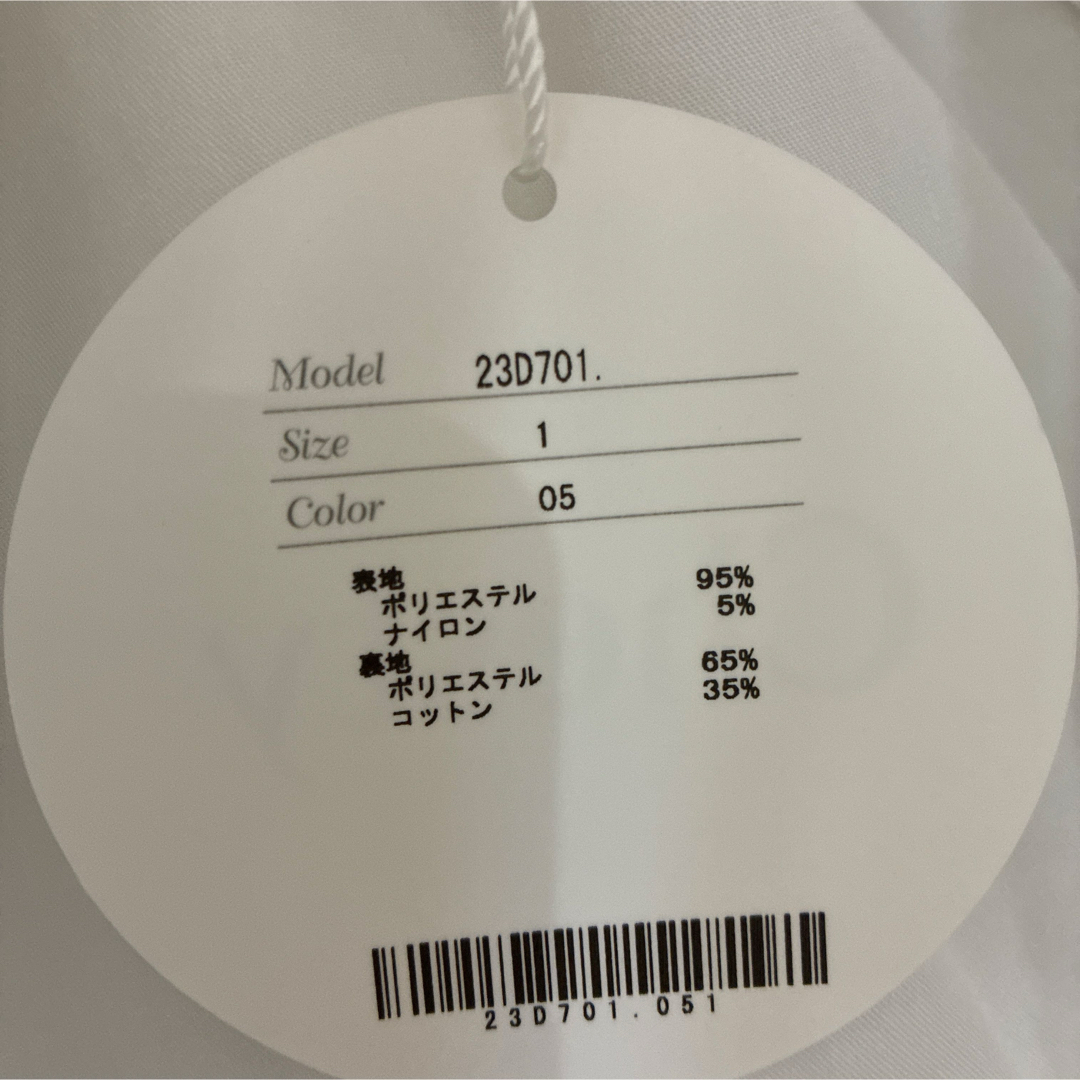 Model 23D701.
Size 1
Color 05
表地
ポリエステル 95%
ナイロン 5%
裏地
ポリエステル 65%
コットン 35%
23D701.051